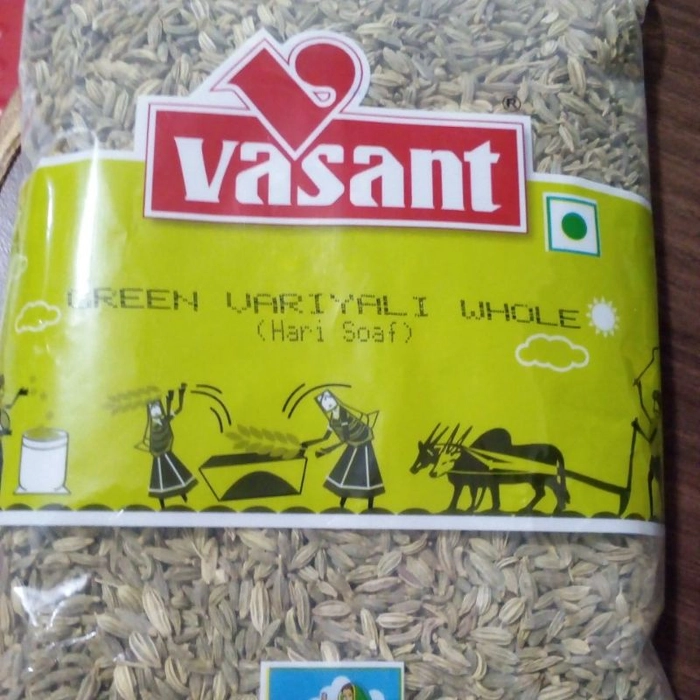 vasant
®
GREEN VARIYALI WHOLE
(Hari Soaf)